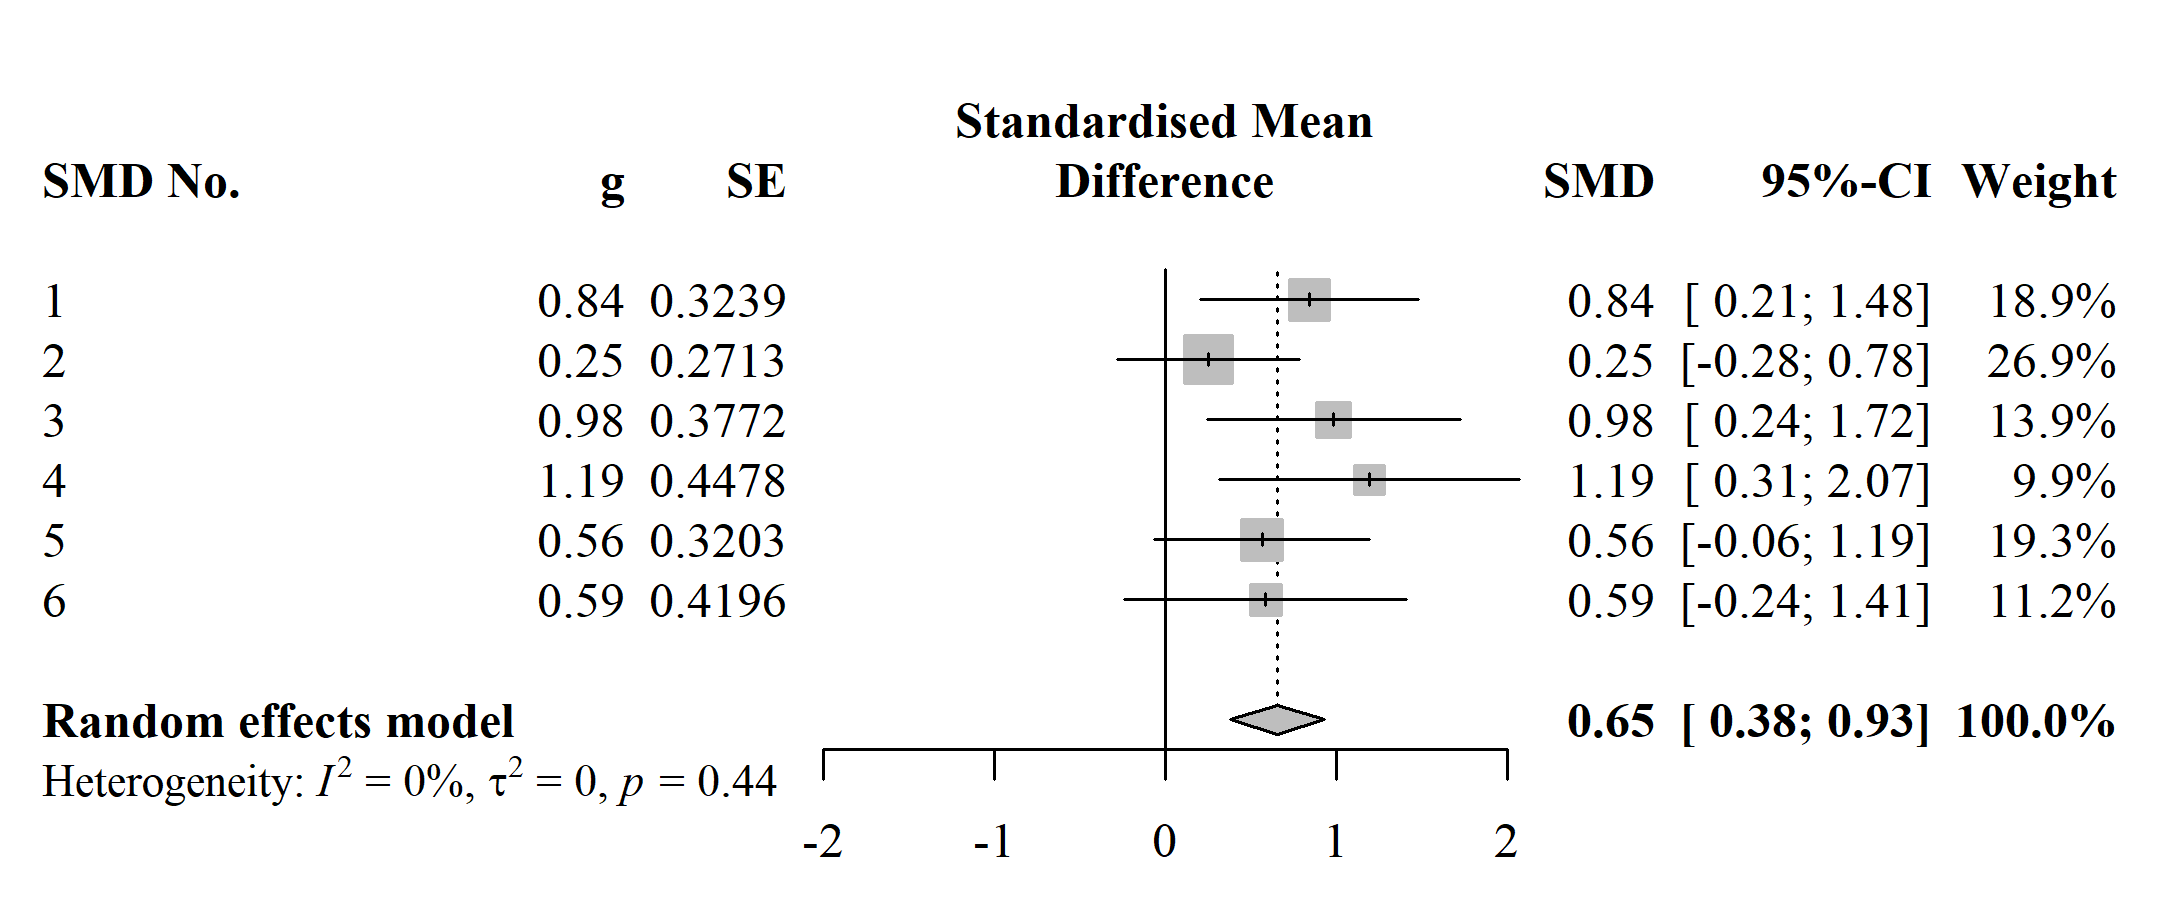 Standardised Mean
SMD No. g SE Difference SMD 95%-CI Weight
1 0.84 0.3239 0.84 [ 0.21; 1.48] 18.9%
2 0.25 0.2713 0.25 [-0.28; 0.78] 26.9%
3 0.98 0.3772 0.98 [ 0.24; 1.72] 13.9%
4 1.19 0.4478 1.19 [ 0.31; 2.07] 9.9%
5 0.56 0.3203 0.56 [-0.06; 1.19] 19.3%
6 0.59 0.4196 0.59 [-0.24; 1.41] 11.2%
Random effects model 0.65 [ 0.38; 0.93] 100.0%
Heterogeneity: I² = 0%, τ² = 0, p = 0.44
-2 -1 0 1 2